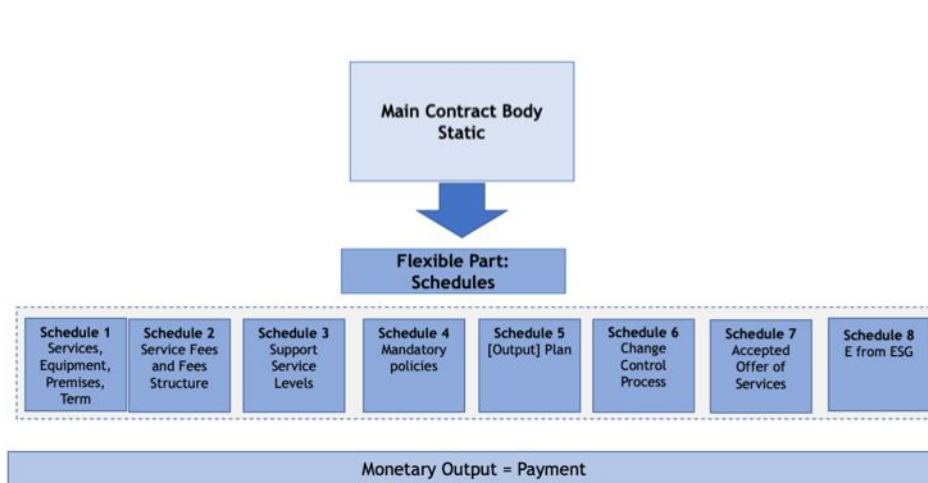 Main Contract Body
Static
Flexible Part:
Schedules
Schedule 1
Services,
Equipment,
Premises,
Term
Schedule 2
Service Fees
and Fees
Structure
Schedule 3
Support
Service
Levels
Schedule 4
Mandatory
policies
Schedule 5
[Output] Plan
Schedule 6
Change
Control
Process
Schedule 7
Accepted
Offer of
Services
Schedule 8
E from ESG
Monetary Output = Payment